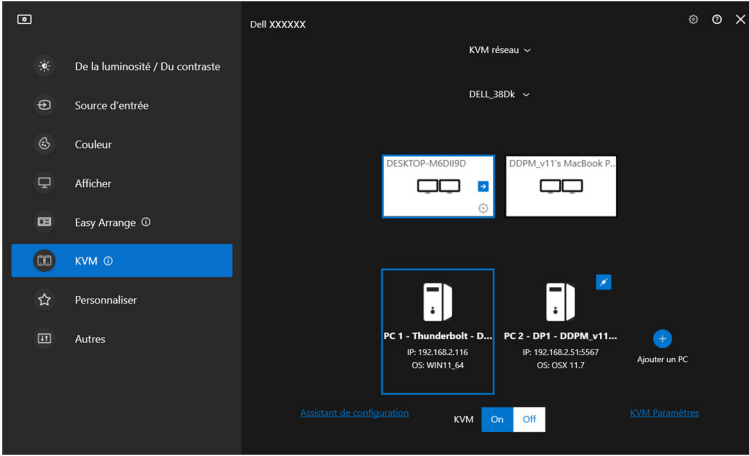 Dell XXXXXX
De la luminosité / Du contraste
Source d'entrée
Couleur
Afficher
Easy Arrange
KVM
Personnaliser
Autres
KVM réseau
DELL_38Dk
DESKTOP-M6DII9D
DDPM_v11's MacBook P...
PC 1 - Thunderbolt - D...
IP: 192.168.2.116
OS: WIN11_64
PC 2 - DP1 - DDPM_v11...
IP: 192.168.2.51:5567
OS: OSX 11.7
Ajouter un PC
Assistant de configuration
KVM
On
Off
KVM Paramètres